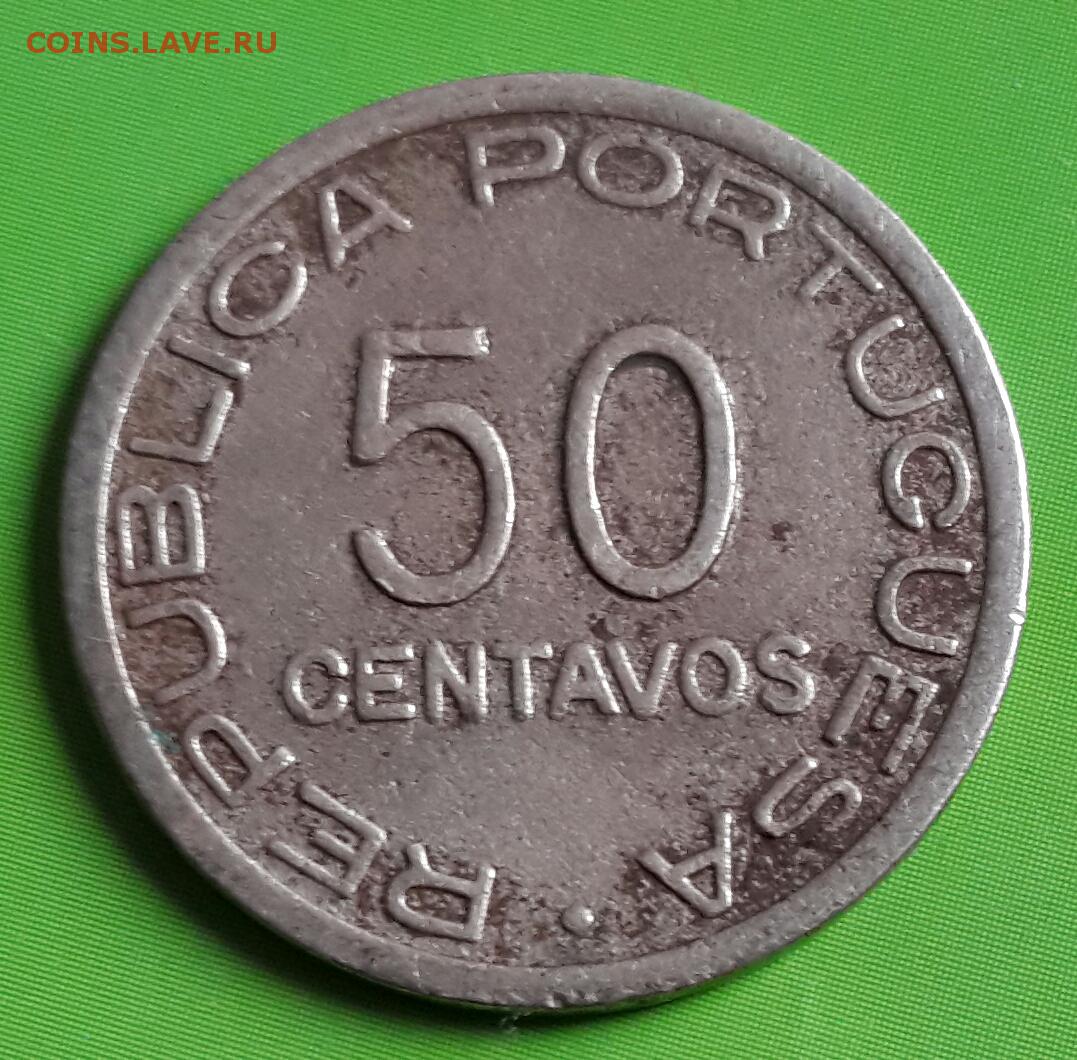 COINS.LAVE.RU
REPUBLICA PORTUGUESA •
50
CENTAVOS